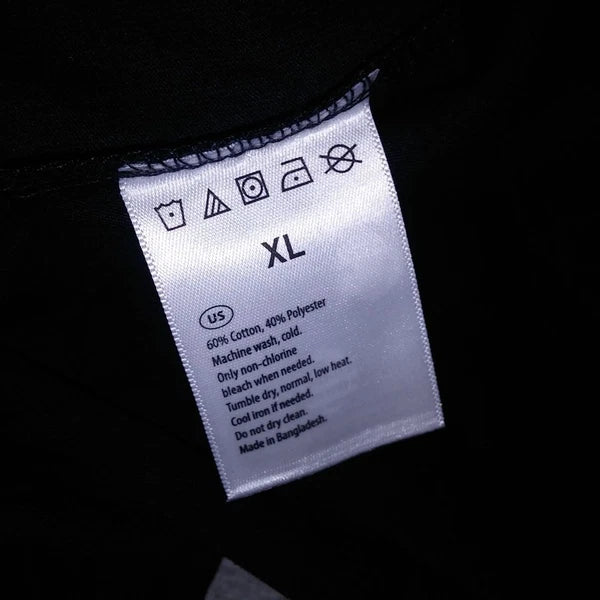 XL
US
60% Cotton, 40% Polyester
Machine wash, cold.
Only non-chlorine
bleach when needed.
Tumble dry, normal, low heat.
Cool iron if needed.
Do not dry clean.
Made in Bangladesh.